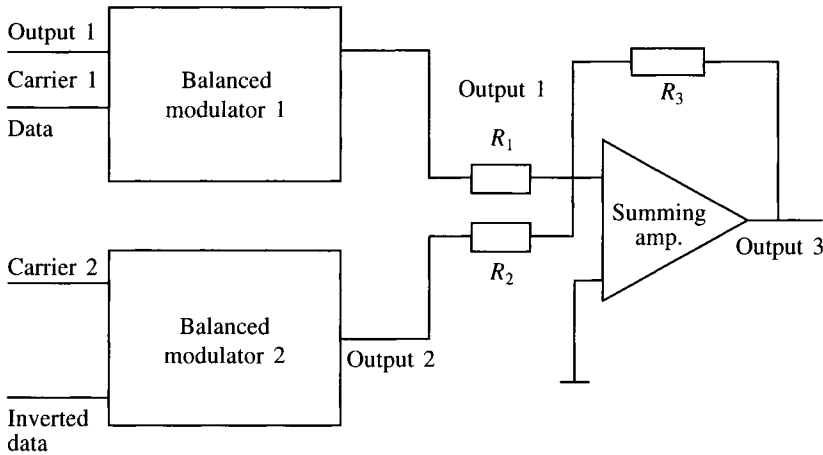 Output 1
Carrier 1
Data
Balanced
modulator 1
Output 1
R1
R3
Summing
amp.
Output 3
R2
Carrier 2
Balanced
modulator 2
Output 2
Inverted
data